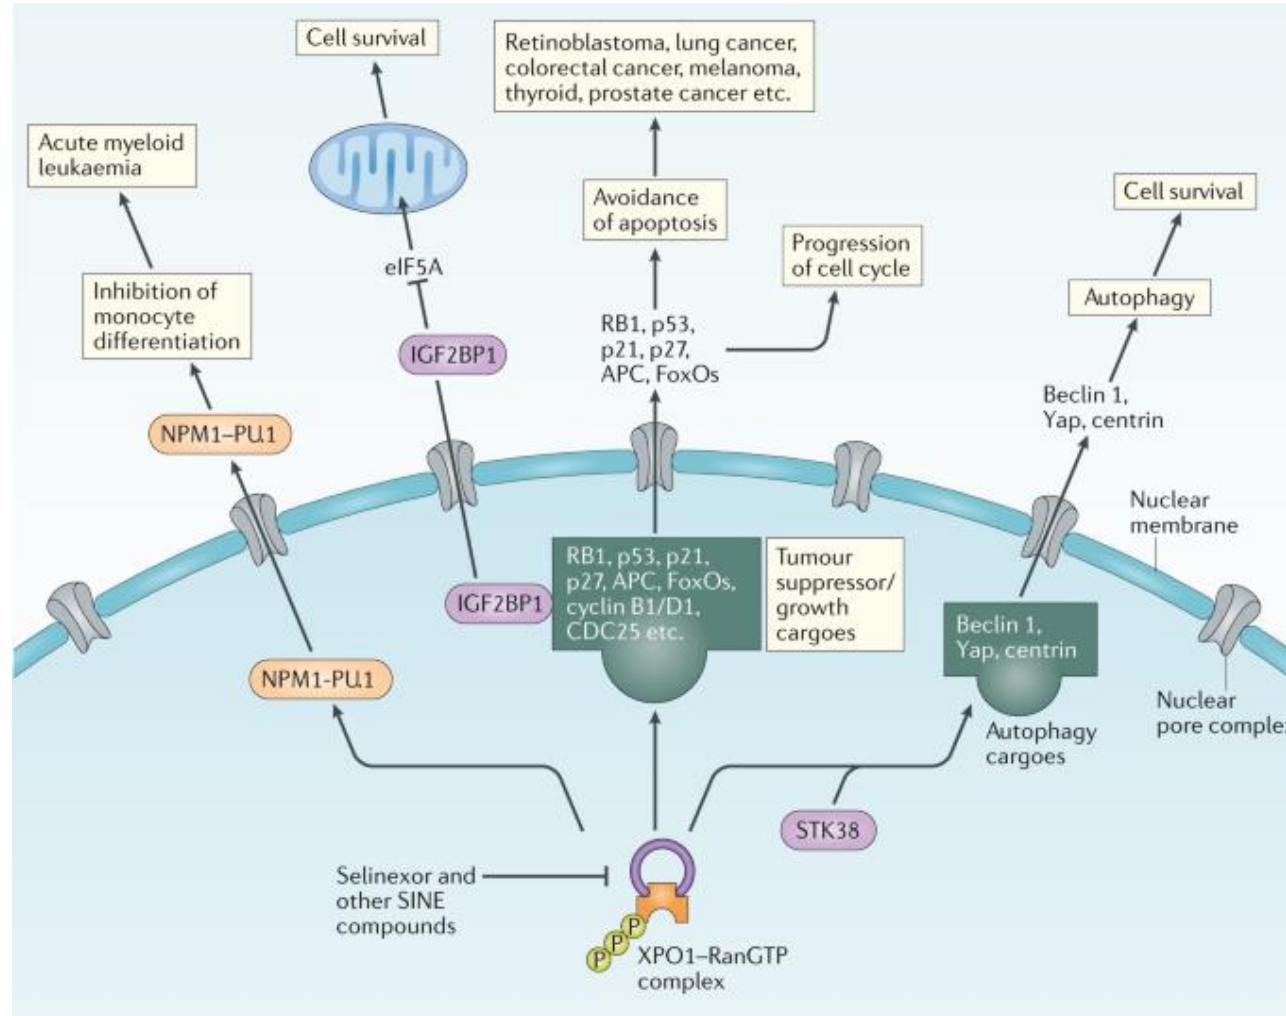 Cell survival
Retinoblastoma, lung cancer,
colorectal cancer, melanoma,
thyroid, prostate cancer etc.
Acute myeloid
leukaemia
Cell survival
Avoidance
of apoptosis
Progression
of cell cycle
eIF5A
Inhibition of
monocyte
differentiation
Autophagy
RB1, p53,
p21, p27,
APC, FoxOs
IGF2BP1
Beclin 1,
Yap, centrin
NPM1–PU.1
Nuclear
membrane
RB1, p53, p21,
p27, APC, FoxOs,
cyclin B1/D1,
CDC25 etc.
Tumour
suppressor/
growth
cargoes
IGF2BP1
Beclin 1,
Yap, centrin
NPM1-PU.1
Nuclear
pore complex
Autophagy
cargoes
STK38
Selinexor and
other SINE
compounds
P
P
P
XPO1–RanGTP
complex